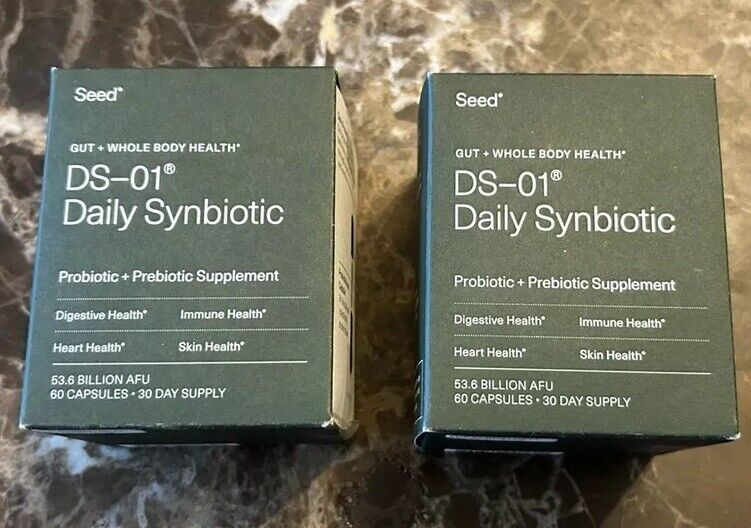 Seed*
GUT + WHOLE BODY HEALTH*
DS–01®
Daily Synbiotic
Probiotic + Prebiotic Supplement
Digestive Health* Immune Health*
Heart Health* Skin Health*
53.6 BILLION AFU
60 CAPSULES • 30 DAY SUPPLY
Seed*
GUT + WHOLE BODY HEALTH*
DS–01®
Daily Synbiotic
Probiotic + Prebiotic Supplement
Digestive Health* Immune Health*
Heart Health* Skin Health*
53.6 BILLION AFU
60 CAPSULES • 30 DAY SUPPLY